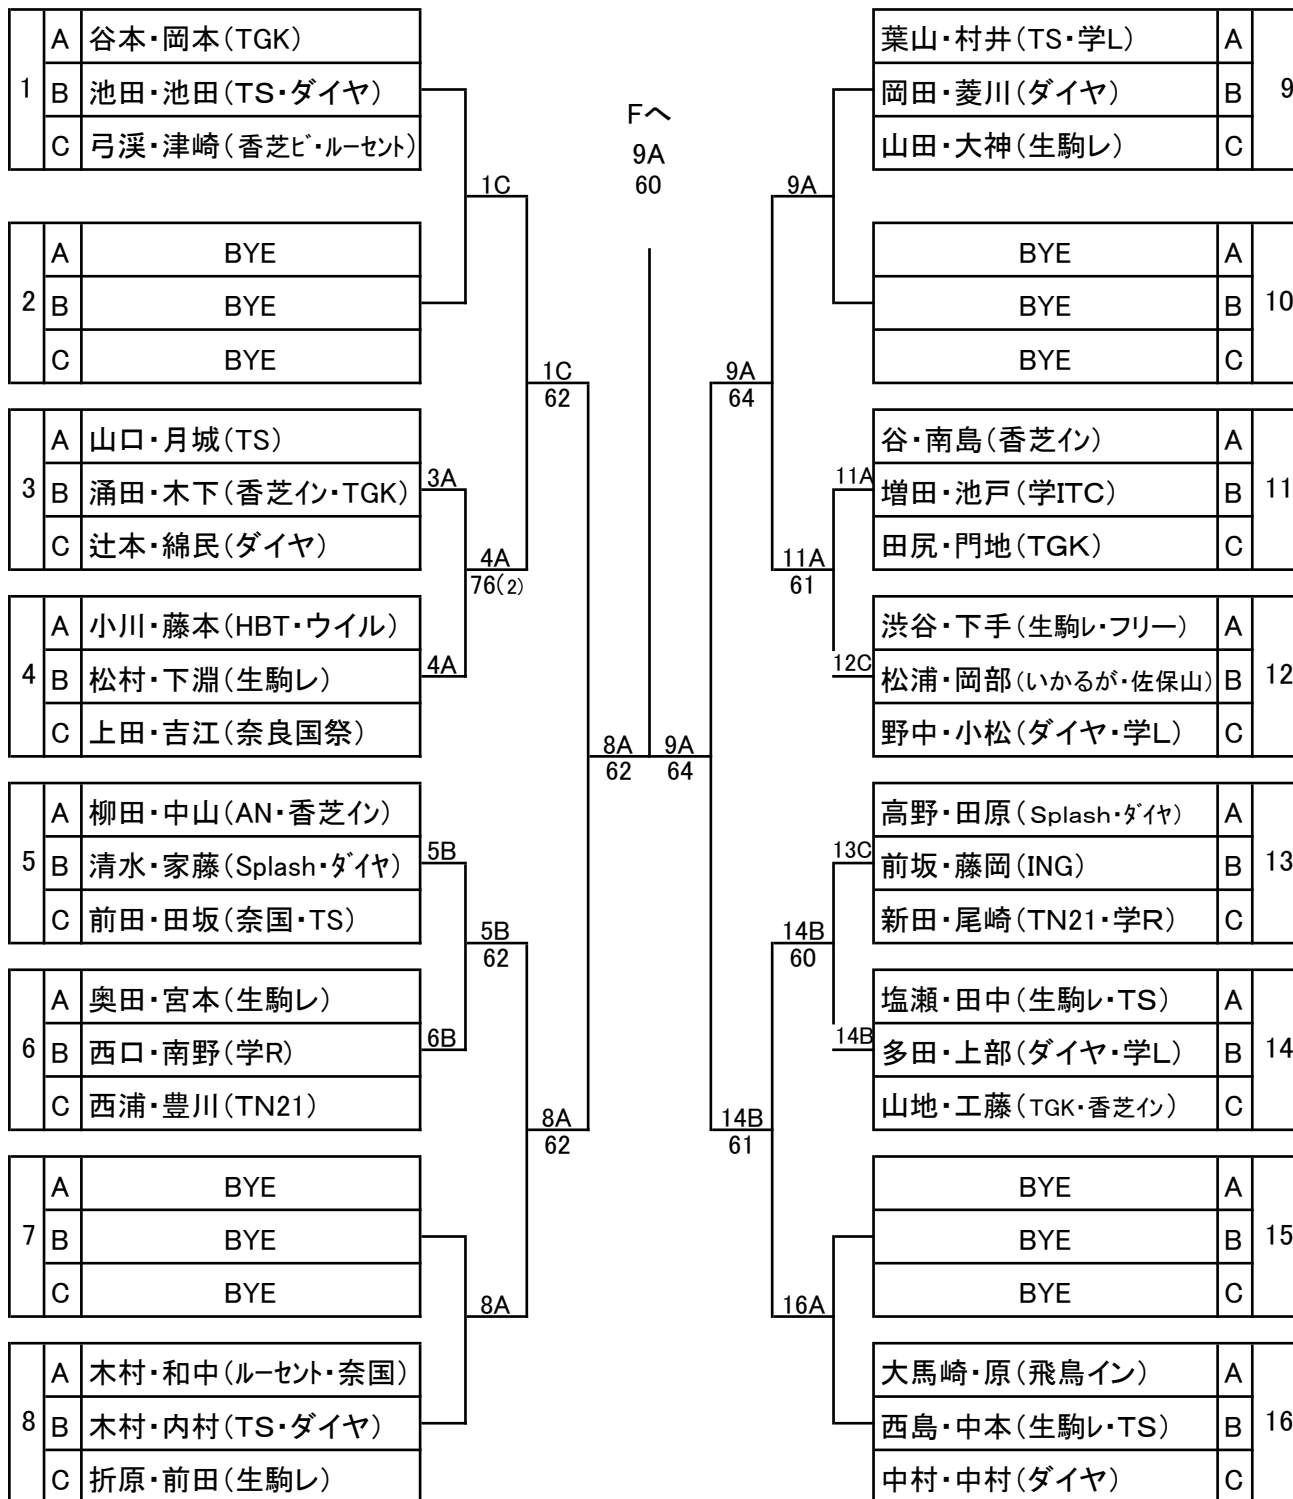 1
A 谷本・岡本(TGK)
B 池田・池田(TS・ダイヤ)
C 弓渓・津崎(香芝ビ・ルーセント)
1C
2
A BYE
B BYE
C BYE
1C
62
3
A 山口・月城(TS)
B 涌田・木下(香芝イン・TGK)
C 辻本・綿民(ダイヤ)
3A
4A
76(2)
4
A 小川・藤本(HBT・ウイル)
B 松村・下淵(生駒レ)
C 上田・吉江(奈良国祭)
4A
8A
62
5
A 柳田・中山(AN・香芝イン)
B 清水・家藤(Splash・ダイヤ)
C 前田・田坂(奈国・TS)
5B
5B
62
6
A 奥田・宮本(生駒レ)
B 西口・南野(学R)
C 西浦・豊川(TN21)
6B
8A
62
7
A BYE
B BYE
C BYE
8A
8
A 木村・和中(ルーセント・奈国)
B 木村・内村(TS・ダイヤ)
C 折原・前田(生駒レ)
Fへ
9A
60
葉山・村井(TS・学L) A
岡田・菱川(ダイヤ) B
山田・大神(生駒レ) C
9
9A
BYE A
BYE B
BYE C
10
9A
64
谷・南島(香芝イン) A
増田・池戸(学ITC) B
田尻・門地(TGK) C
11
11A
11A
61
渋谷・下手(生駒レ・フリー) A
松浦・岡部(いかるが・佐保山) B
野中・小松(ダイヤ・学L) C
12
12C
9A
64
高野・田原(Splash・ダイヤ) A
前坂・藤岡(ING) B
新田・尾崎(TN21・学R) C
13
13C
14B
60
塩瀬・田中(生駒レ・TS) A
多田・上部(ダイヤ・学L) B
山地・工藤(TGK・香芝イン) C
14
14B
14B
61
BYE A
BYE B
BYE C
15
16A
大馬崎・原(飛鳥イン) A
西島・中本(生駒レ・TS) B
中村・中村(ダイヤ) C
16